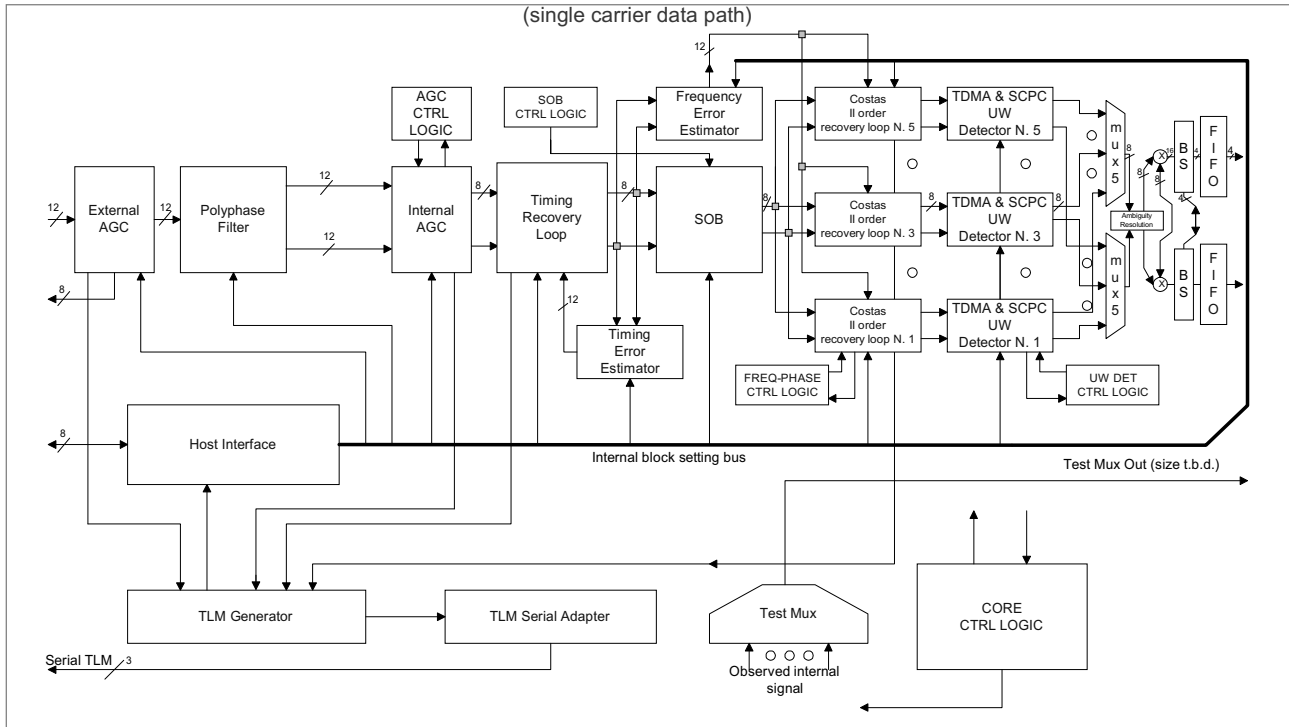 (single carrier data path)
12
External
AGC
8
12
Polyphase
Filter
12
12
AGC
CTRL
LOGIC
Internal
AGC
8
Timing
Recovery
Loop
8
12
SOB
CTRL LOGIC
12
Frequency
Error
Estimator
Timing
Error
Estimator
SOB
8
Costas
II order
recovery loop N. 5
Costas
II order
recovery loop N. 3
Costas
II order
recovery loop N. 1
8
TDMA & SCPC
UW
Detector N. 5
TDMA & SCPC
UW
Detector N. 3
TDMA & SCPC
UW
Detector N. 1
8
FREQ-PHASE
CTRL LOGIC
UW DET
CTRL LOGIC
m
u
x
5
m
u
x
5
8
Ambiguity
Resolution
8
8
X
X
16
16
B
S
B
S
4
4
F
I
F
O
F
I
F
O
4
8
Host Interface
Internal block setting bus
Test Mux Out (size t.b.d.)
TLM Generator
TLM Serial Adapter
Serial TLM
3
Test Mux
Observed internal
signal
CORE
CTRL LOGIC